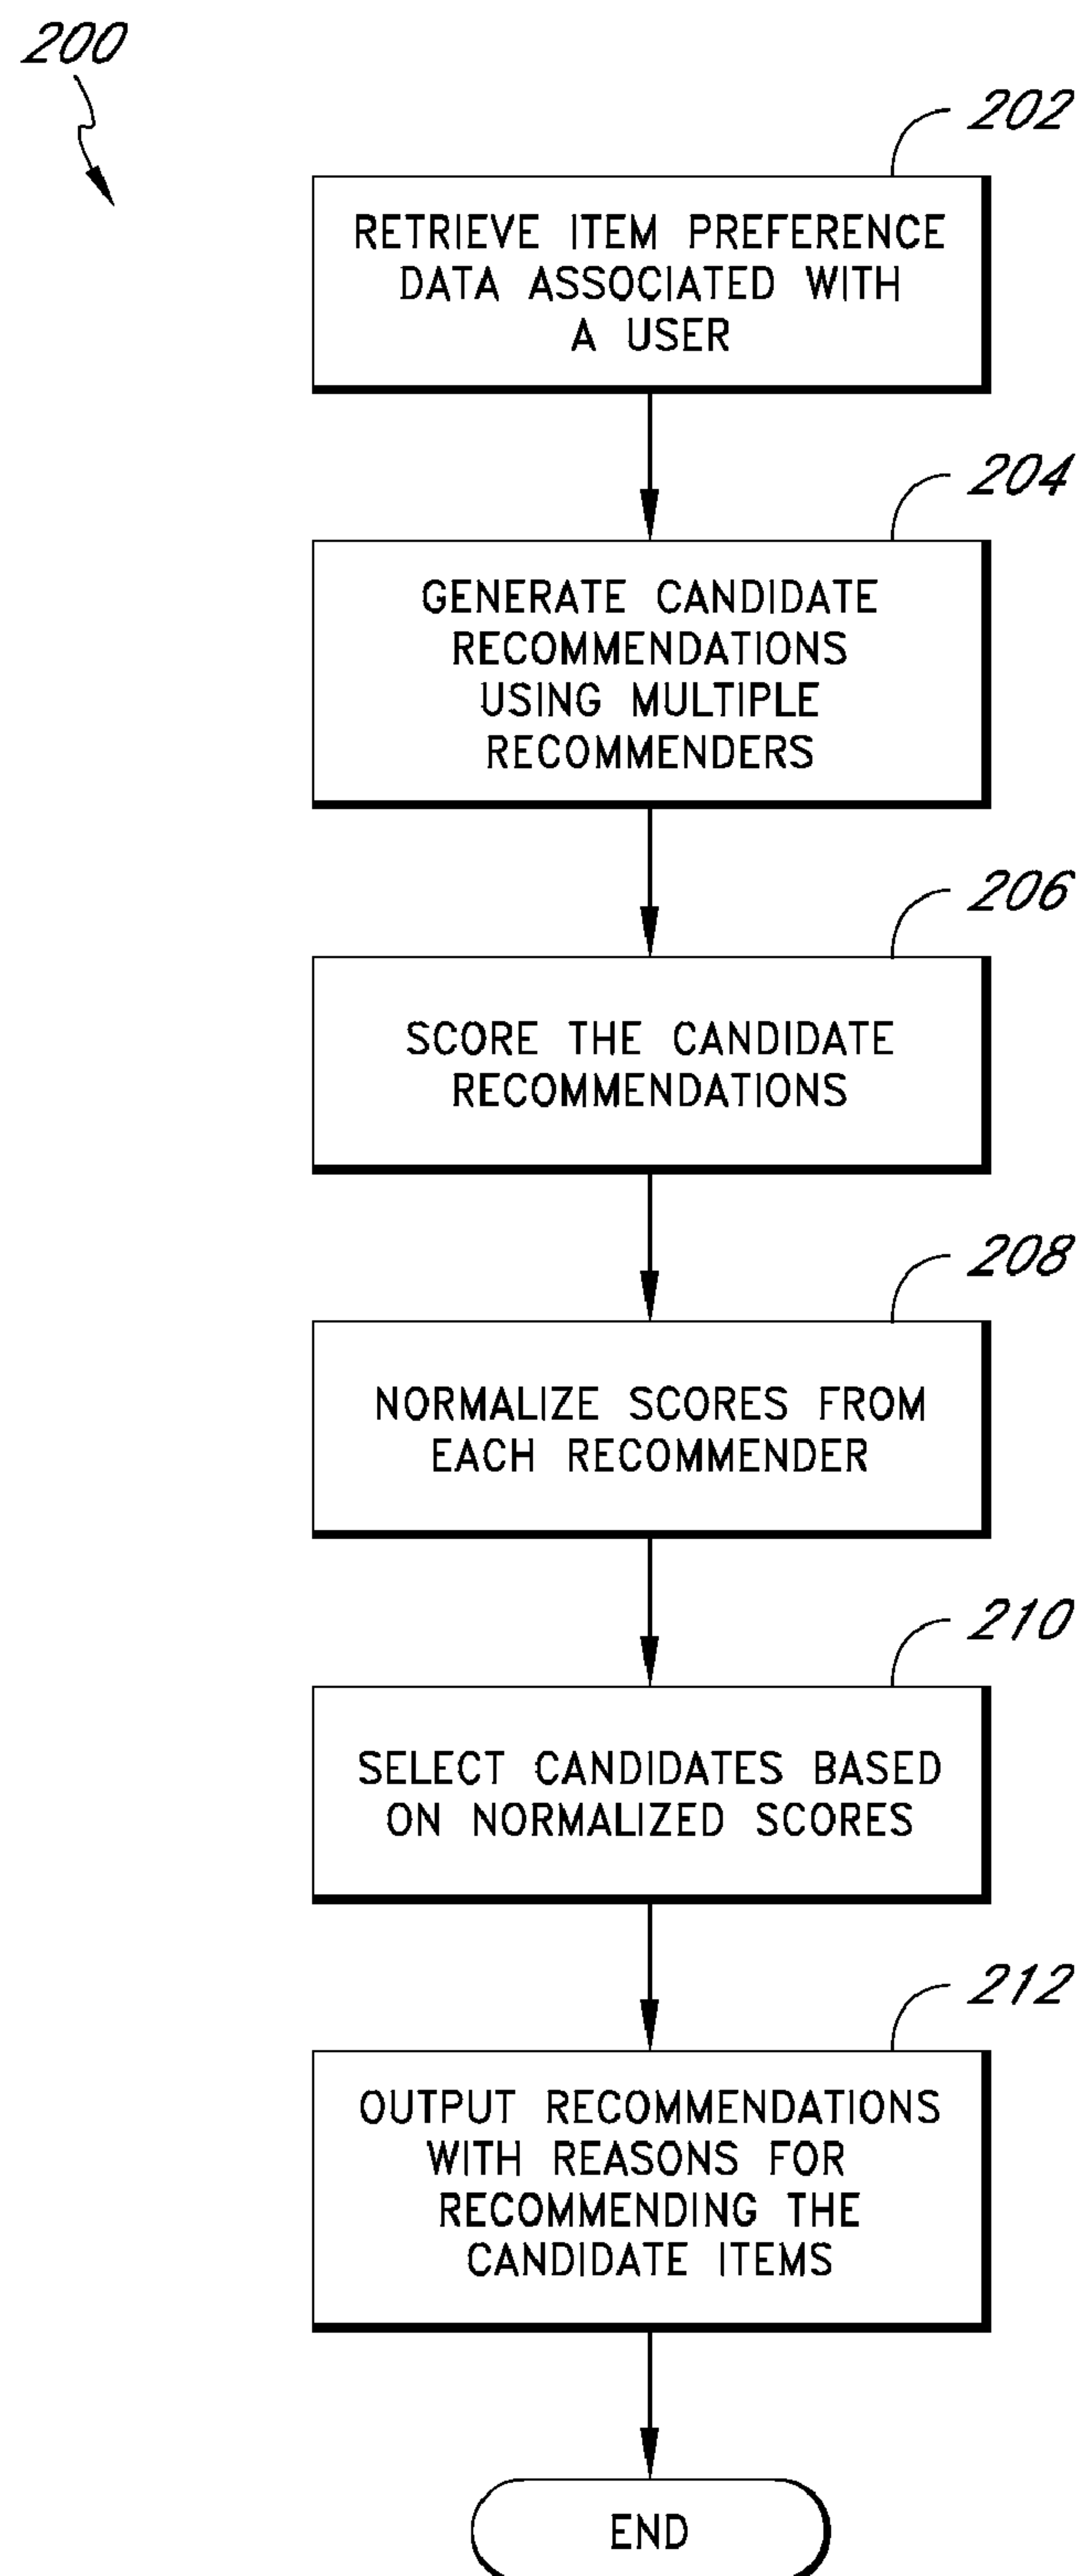 200
202
RETRIEVE ITEM PREFERENCE
DATA ASSOCIATED WITH
A USER
204
GENERATE CANDIDATE
RECOMMENDATIONS
USING MULTIPLE
RECOMMENDERS
206
SCORE THE CANDIDATE
RECOMMENDATIONS
208
NORMALIZE SCORES FROM
EACH RECOMMENDER
210
SELECT CANDIDATES BASED
ON NORMALIZED SCORES
212
OUTPUT RECOMMENDATIONS
WITH REASONS FOR
RECOMMENDING THE
CANDIDATE ITEMS
END